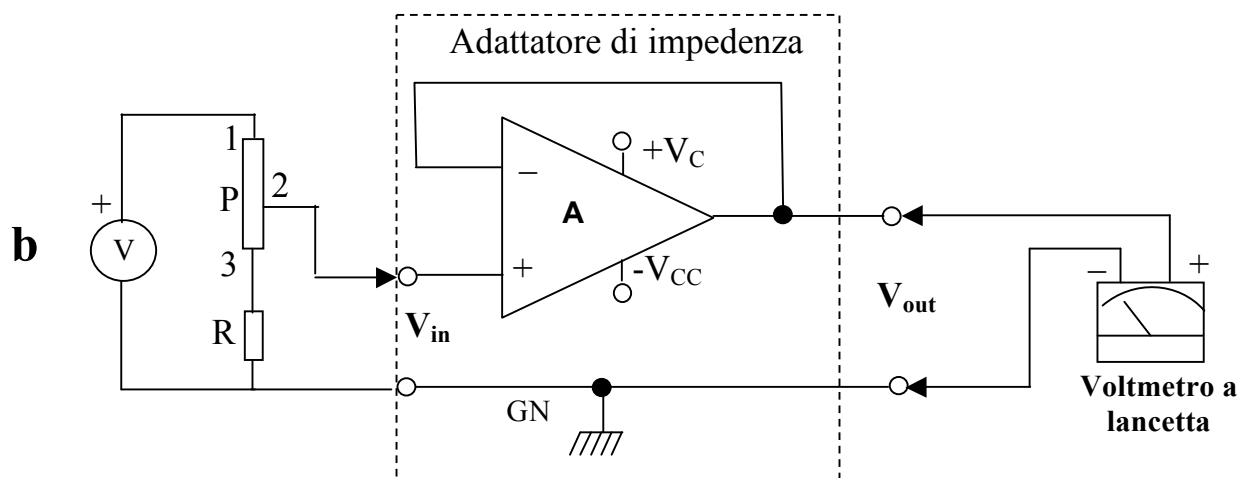 Adattatore di impedenza
b
+
V
1
P
2
3
R
−
A
+
+V_C
-V_CC
V_in
V_out
GN
−
+
Voltmetro a
lancetta